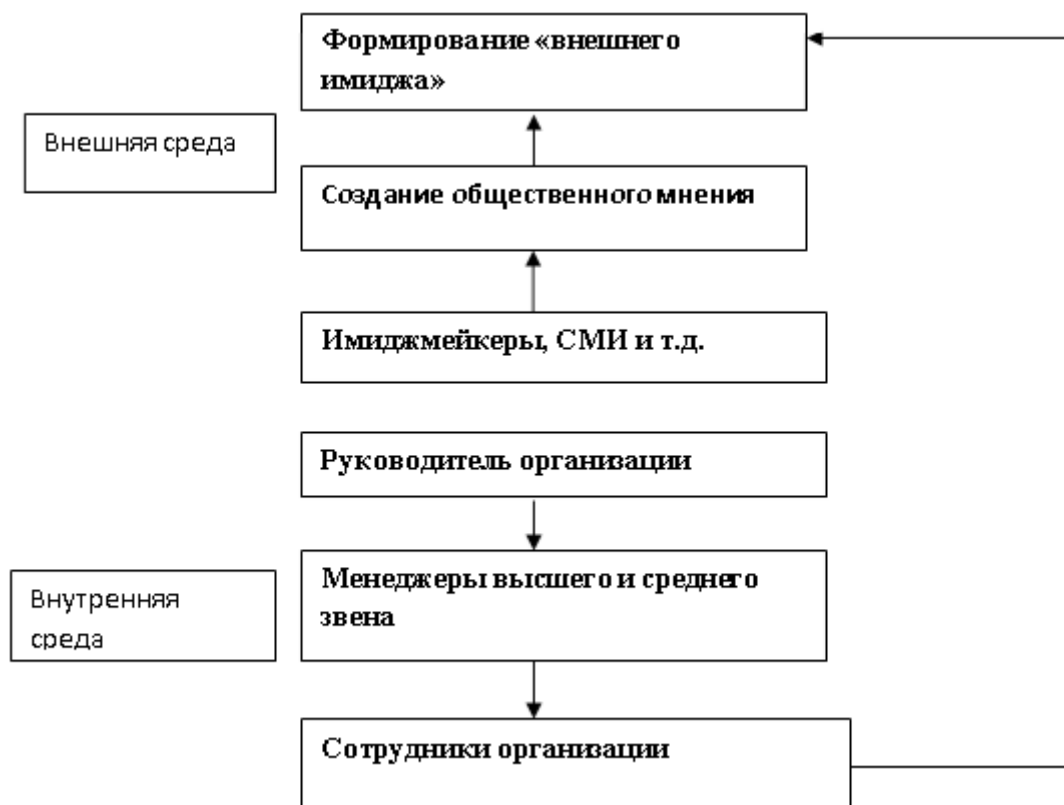 Формирование «внешнего
имиджа»
Внешняя среда
Создание общественного мнения
Имиджмейкеры, СМИ и т.д.
Руководитель организации
Менеджеры высшего и среднего
звена
Внутренняя
среда
Сотрудники организации